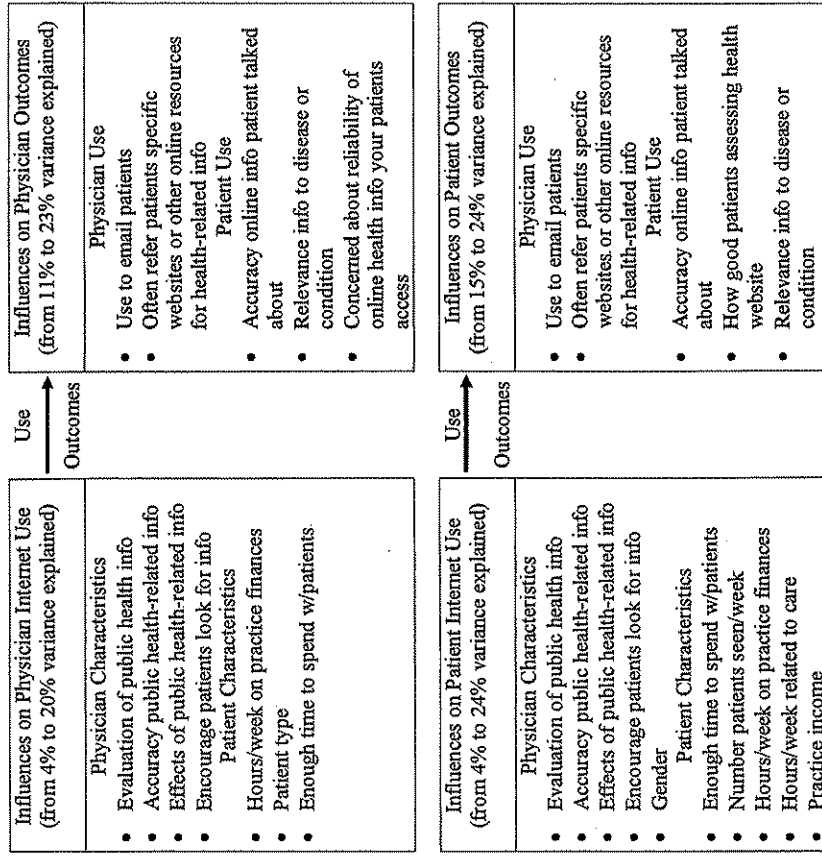 Influences on Physician Internet Use
(from 4% to 20% variance explained)
Physician Characteristics
• Evaluation of public health info
• Accuracy public health-related info
• Effects of public health-related info
• Encourage patients look for info
Patient Characteristics
• Hours/week on practice finances
• Patient type
• Enough time to spend w/patients
Use
Outcomes
Influences on Physician Outcomes
(from 11% to 23% variance explained)
Physician Use
• Use to email patients
• Often refer patients specific
websites or other online resources
for health-related info
Patient Use
• Accuracy online info patient talked
about
• Relevance info to disease or
condition
• Concerned about reliability of
online health info your patients
access
Influences on Patient Internet Use
(from 4% to 24% variance explained)
Physician Characteristics
• Evaluation of public health info
• Accuracy public health-related info
• Effects of public health-related info
• Encourage patients look for info
• Gender
Patient Characteristics
• Enough time to spend w/patients
• Number patients seen/week
• Hours/week on practice finances
• Hours/week related to care
• Practice income
Use
Outcomes
Influences on Patient Outcomes
(from 15% to 24% variance explained)
Physician Use
• Use to email patients
• Often refer patients specific
websites or other online resources
for health-related info
Patient Use
• Accuracy online info patient talked
about
• How good patients assessing health
website
• Relevance info to disease or
condition